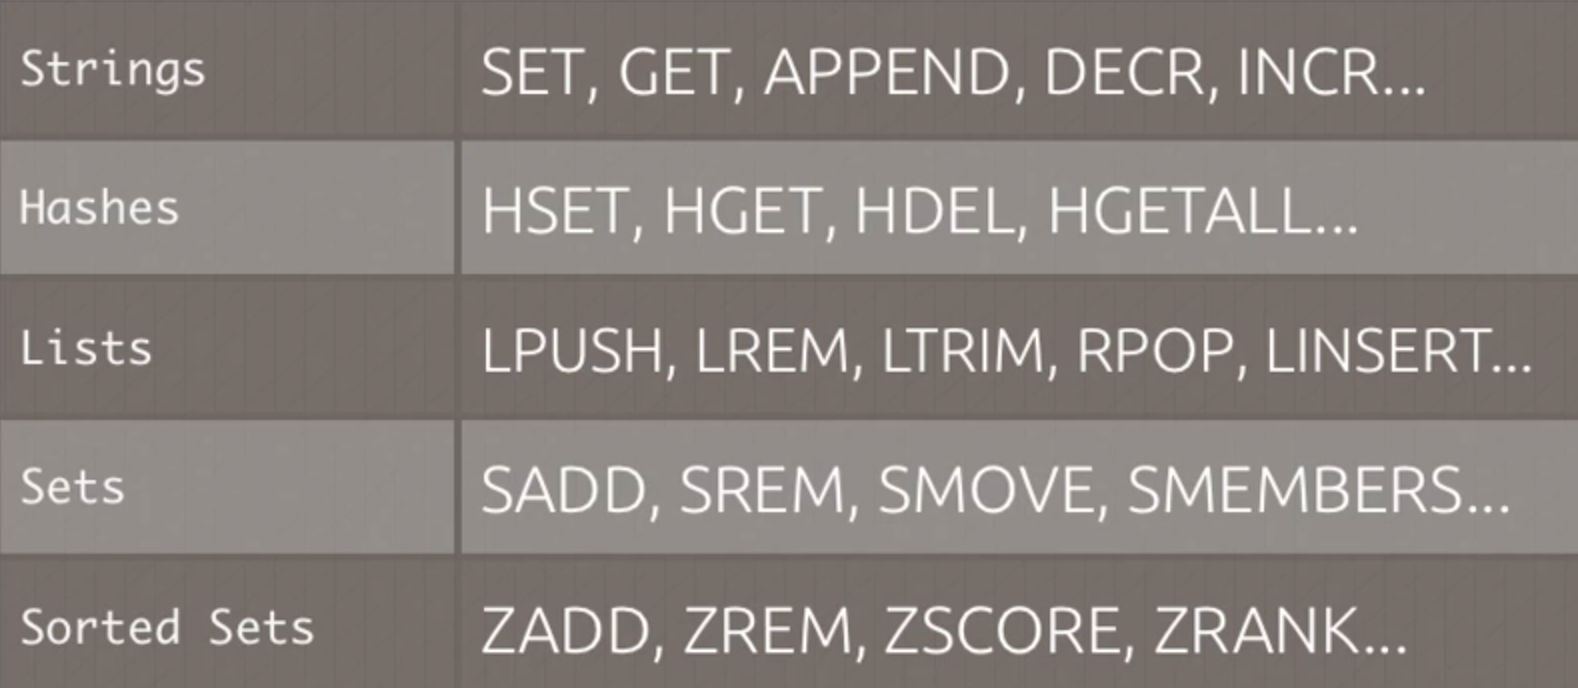 Strings SET, GET, APPEND, DECR, INCR...
Hashes HSET, HGET, HDEL, HGETALL...
Lists LPUSH, LREM, LTRIM, RPOP, LINSERT...
Sets SADD, SREM, SMOVE, SMEMBERS...
Sorted Sets ZADD, ZREM, ZSCORE, ZRANK...